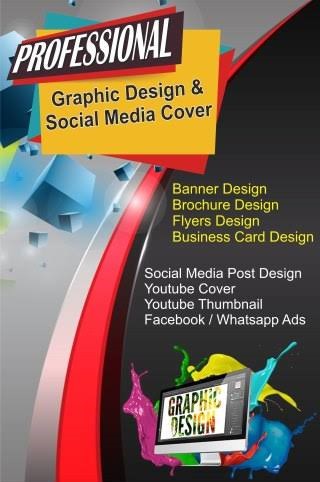 PROFESSIONAL
Graphic Design &
Social Media Cover
Banner Design
Brochure Design
Flyers Design
Business Card Design
Social Media Post Design
Youtube Cover
Youtube Thumbnail
Facebook / Whatsapp Ads
GRAPHIC
DESIGN